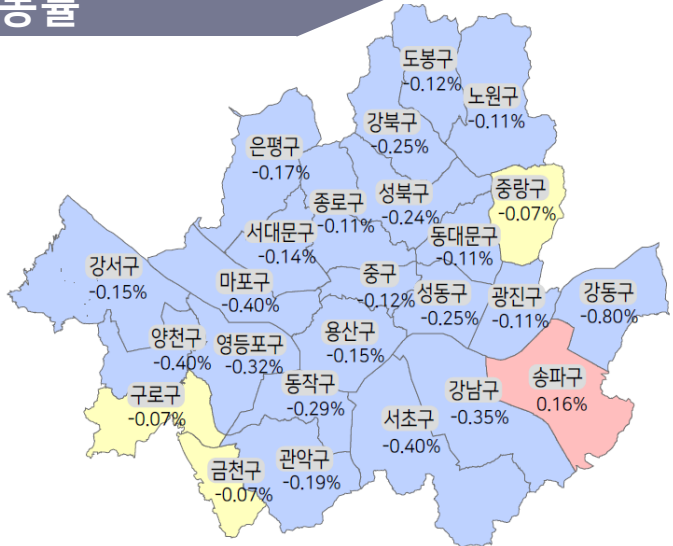 동률
도봉구
-0.12%
노원구
-0.11%
강북구
-0.25%
은평구
-0.17%
종로구
-0.11%
성북구
-0.24%
중랑구
-0.07%
서대문구
-0.14%
동대문구
-0.11%
강서구
-0.15%
마포구
-0.40%
중구
-0.12%
성동구
-0.25%
광진구
-0.11%
강동구
-0.80%
양천구
-0.40%
영등포구
-0.32%
용산구
-0.15%
동작구
-0.29%
강남구
-0.35%
송파구
0.16%
구로구
-0.07%
서초구
-0.40%
금천구
-0.07%
관악구
-0.19%